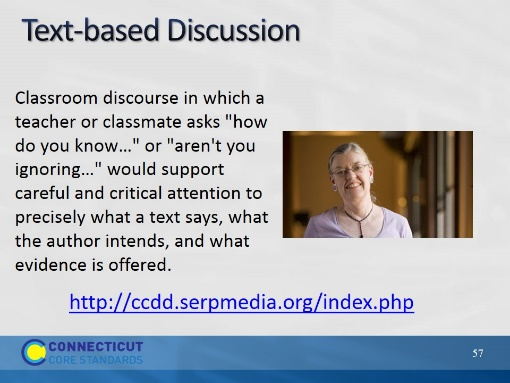 Text-based Discussion
Classroom discourse in which a
teacher or classmate asks "how
do you know…" or "aren't you
ignoring…" would support
careful and critical attention to
precisely what a text says, what
the author intends, and what
evidence is offered.
http://ccdd.serpmedia.org/index.php
CONNECTICUT
CORE STANDARDS
57